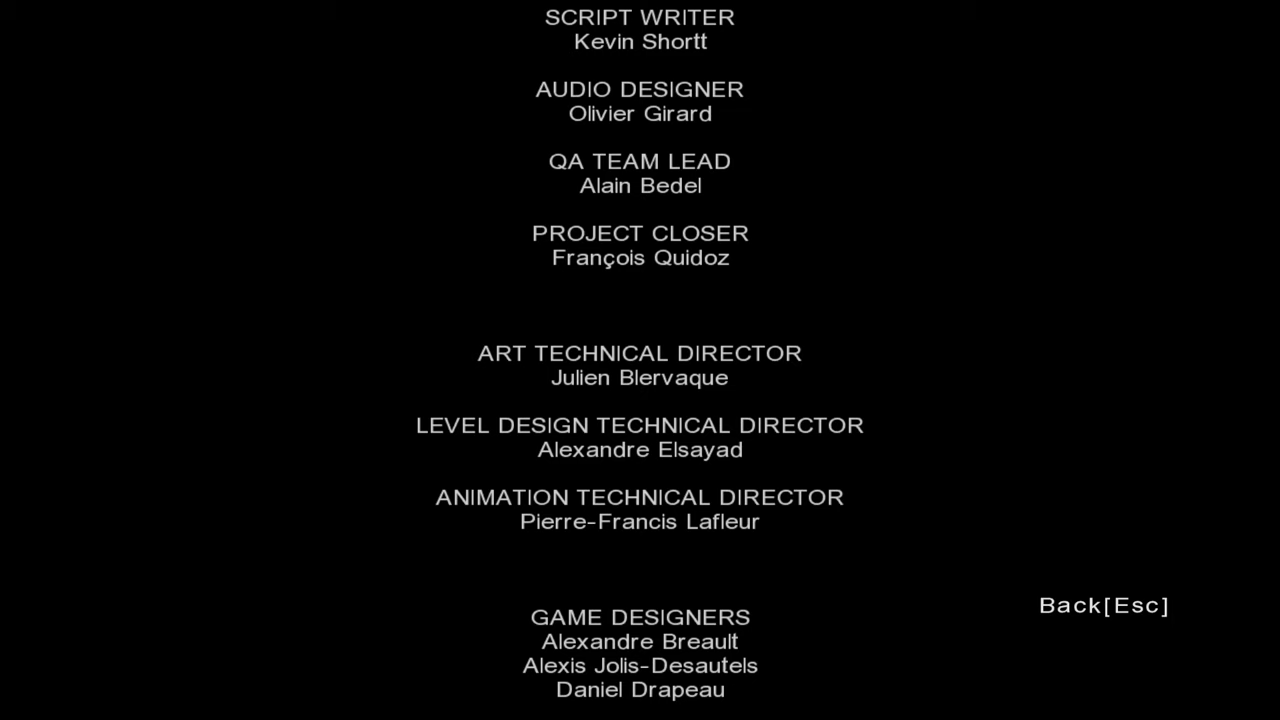 SCRIPT WRITER
Kevin Shortt
AUDIO DESIGNER
Olivier Girard
QA TEAM LEAD
Alain Bedel
PROJECT CLOSER
François Quidoz
ART TECHNICAL DIRECTOR
Julien Blervaque
LEVEL DESIGN TECHNICAL DIRECTOR
Alexandre Elsayad
ANIMATION TECHNICAL DIRECTOR
Pierre-Francis Lafleur
Back[Esc]
GAME DESIGNERS
Alexandre Breault
Alexis Jolis-Desautels
Daniel Drapeau